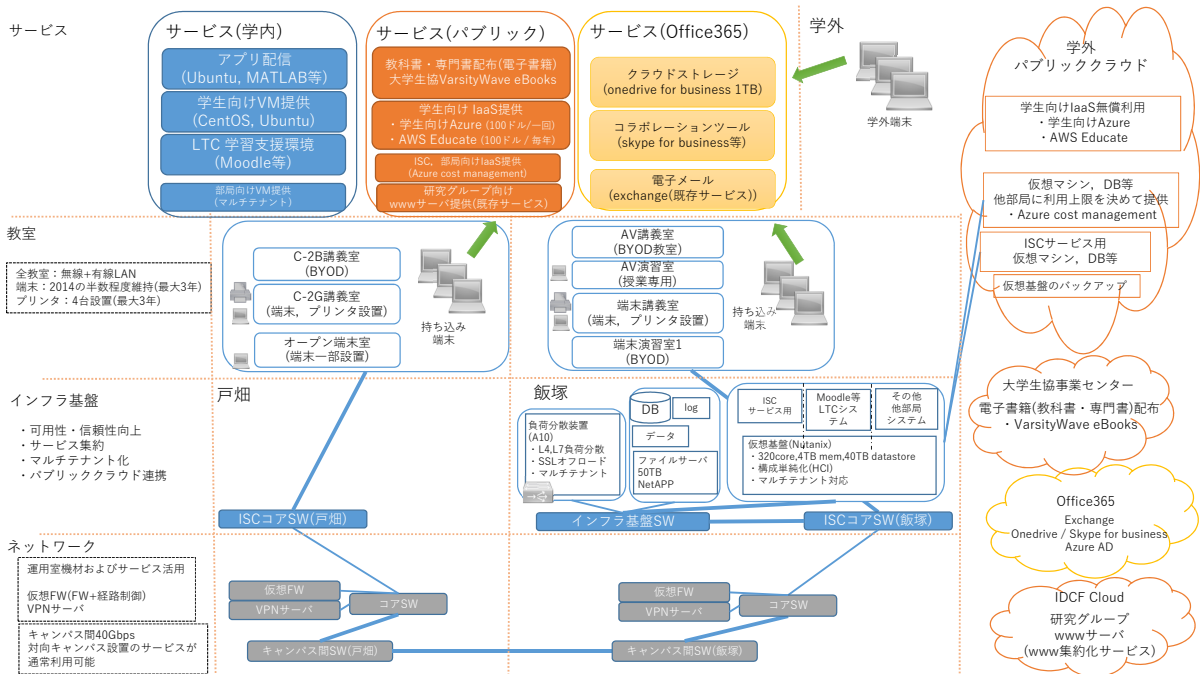 サービス
サービス(学内)
アプリ配信
(Ubuntu, MATLAB等)
学生向けVM提供
(CentOS, Ubuntu)
LTC 学習支援環境
(Moodle等)
部局向けVM提供
(マルチテナント)
サービス(パブリック)
教科書・専門書配布(電子書籍)
大学生協VarsityWave eBooks
学生向け IaaS提供
・学生向けAzure (100ドル/一回)
・AWS Educate (100ドル / 毎年)
ISC、部局向けIaaS提供
(Azure cost management)
研究グループ向け
wwwサーバ提供(既存サービス)
サービス(Office365)
クラウドストレージ
(onedrive for business 1TB)
コラボレーションツール
(skype for business等)
電子メール
(exchange(既存サービス))
学外
学外端末
学外
パブリッククラウド
学生向けIaaS無償利用
・学生向けAzure
・AWS Educate
仮想マシン，DB等
他部局に利用上限を決めて提供
・Azure cost management
ISCサービス用
仮想マシン，DB等
仮想基盤のバックアップ
教室
全教室：無線+有線LAN
端末：2014の半数程度維持(最大3年)
プリンタ：4台設置(最大3年)
C-2B講義室
(BYOD)
C-2G講義室
(端末，プリンタ設置)
オープン端末室
(端末一部設置)
持ち込み
端末
AV講義室
(BYOD教室)
AV演習室
(授業専用)
端末講義室
(端末，プリンタ設置)
端末演習室1
(BYOD)
持ち込み
端末
インフラ基盤
・可用性・信頼性向上
・サービス集約
・マルチテナント化
・パブリッククラウド連携
戸畑
ISCコアSW(戸畑)
飯塚
負荷分散装置
(A10)
・L4,L7負荷分散
・SSLオフロード
・マルチテナント
DB
log
データ
ファイルサーバ
50TB
NetAPP
ISC
サービス用
Moodle等
LTCシス
テム
その他
他部局
システム
仮想基盤(Nutanix)
・320core,4TB mem,40TB datastore
・構成単純化(HCI)
・マルチテナント対応
インフラ基盤SW
ISCコアSW(飯塚)
大学生協事業センター
電子書籍(教科書・専門書)配布
・VarsityWave eBooks
Office365
Exchange
Onedrive / Skype for business
Azure AD
IDCF Cloud
研究グループ
wwwサーバ
(www集約化サービス)
ネットワーク
運用室機材およびサービス活用
仮想FW(FW+経路制御)
VPNサーバ
キャンパス間40Gbps
対向キャンパス設置のサービスが
通常利用可能
仮想FW
VPNサーバ
コアSW
キャンパス間SW(戸畑)
仮想FW
VPNサーバ
コアSW
キャンパス間SW(飯塚)